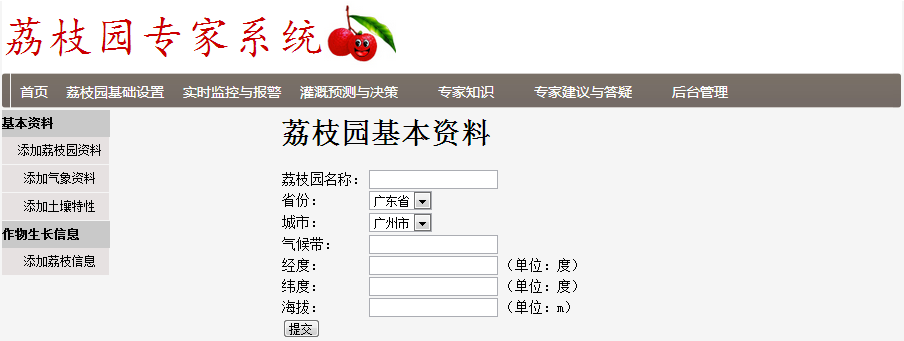 荔枝园专家系统
首页 荔枝园基础设置 实时监控与报警 灌溉预测与决策 专家知识 专家建议与答疑 后台管理
基本资料
添加荔枝园资料
添加气象资料
添加土壤特性
作物生长信息
添加荔枝信息
荔枝园基本资料
荔枝园名称:
省份: 广东省
城市: 广州市
气候带:
经度: (单位:度)
纬度: (单位:度)
海拔: (单位:m)
提交